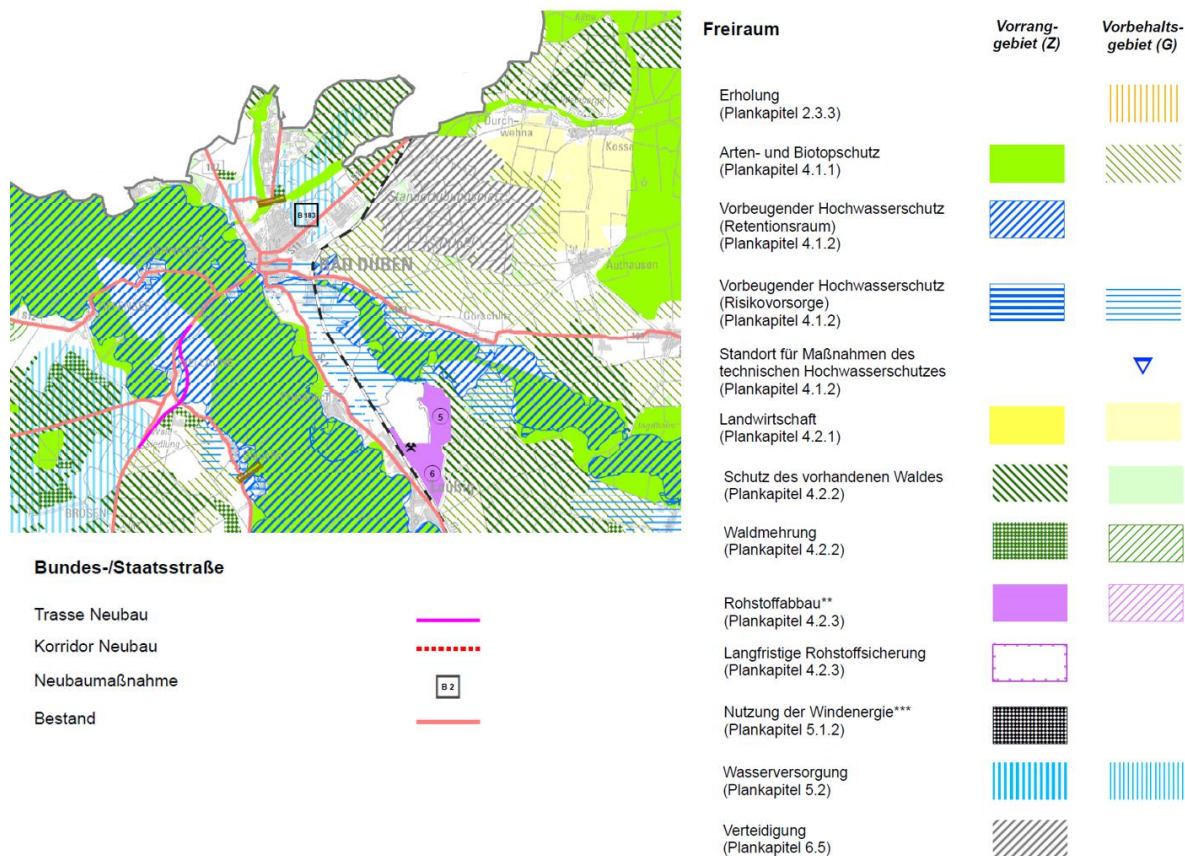 Durch-
wehna
Kossa
Standortübungsplatz
B 183
BAD DÜBEN
Authausen
Görschlitz
5
6
Laußig
BRÖSEN
Bundes-/Staatsstraße
Trasse Neubau
Korridor Neubau
Neubaumaßnahme
B 2
Bestand
Freiraum
Vorrang-
gebiet (Z)
Vorbehalts-
gebiet (G)
Erholung
(Plankapitel 2.3.3)
Arten- und Biotopschutz
(Plankapitel 4.1.1)
Vorbeugender Hochwasserschutz
(Retentionsraum)
(Plankapitel 4.1.2)
Vorbeugender Hochwasserschutz
(Risikovorsorge)
(Plankapitel 4.1.2)
Standort für Maßnahmen des
technischen Hochwasserschutzes
(Plankapitel 4.1.2)
Landwirtschaft
(Plankapitel 4.2.1)
Schutz des vorhandenen Waldes
(Plankapitel 4.2.2)
Waldmehrung
(Plankapitel 4.2.2)
Rohstoffabbau**
(Plankapitel 4.2.3)
Langfristige Rohstoffsicherung
(Plankapitel 4.2.3)
Nutzung der Windenergie***
(Plankapitel 5.1.2)
Wasserversorgung
(Plankapitel 5.2)
Verteidigung
(Plankapitel 6.5)